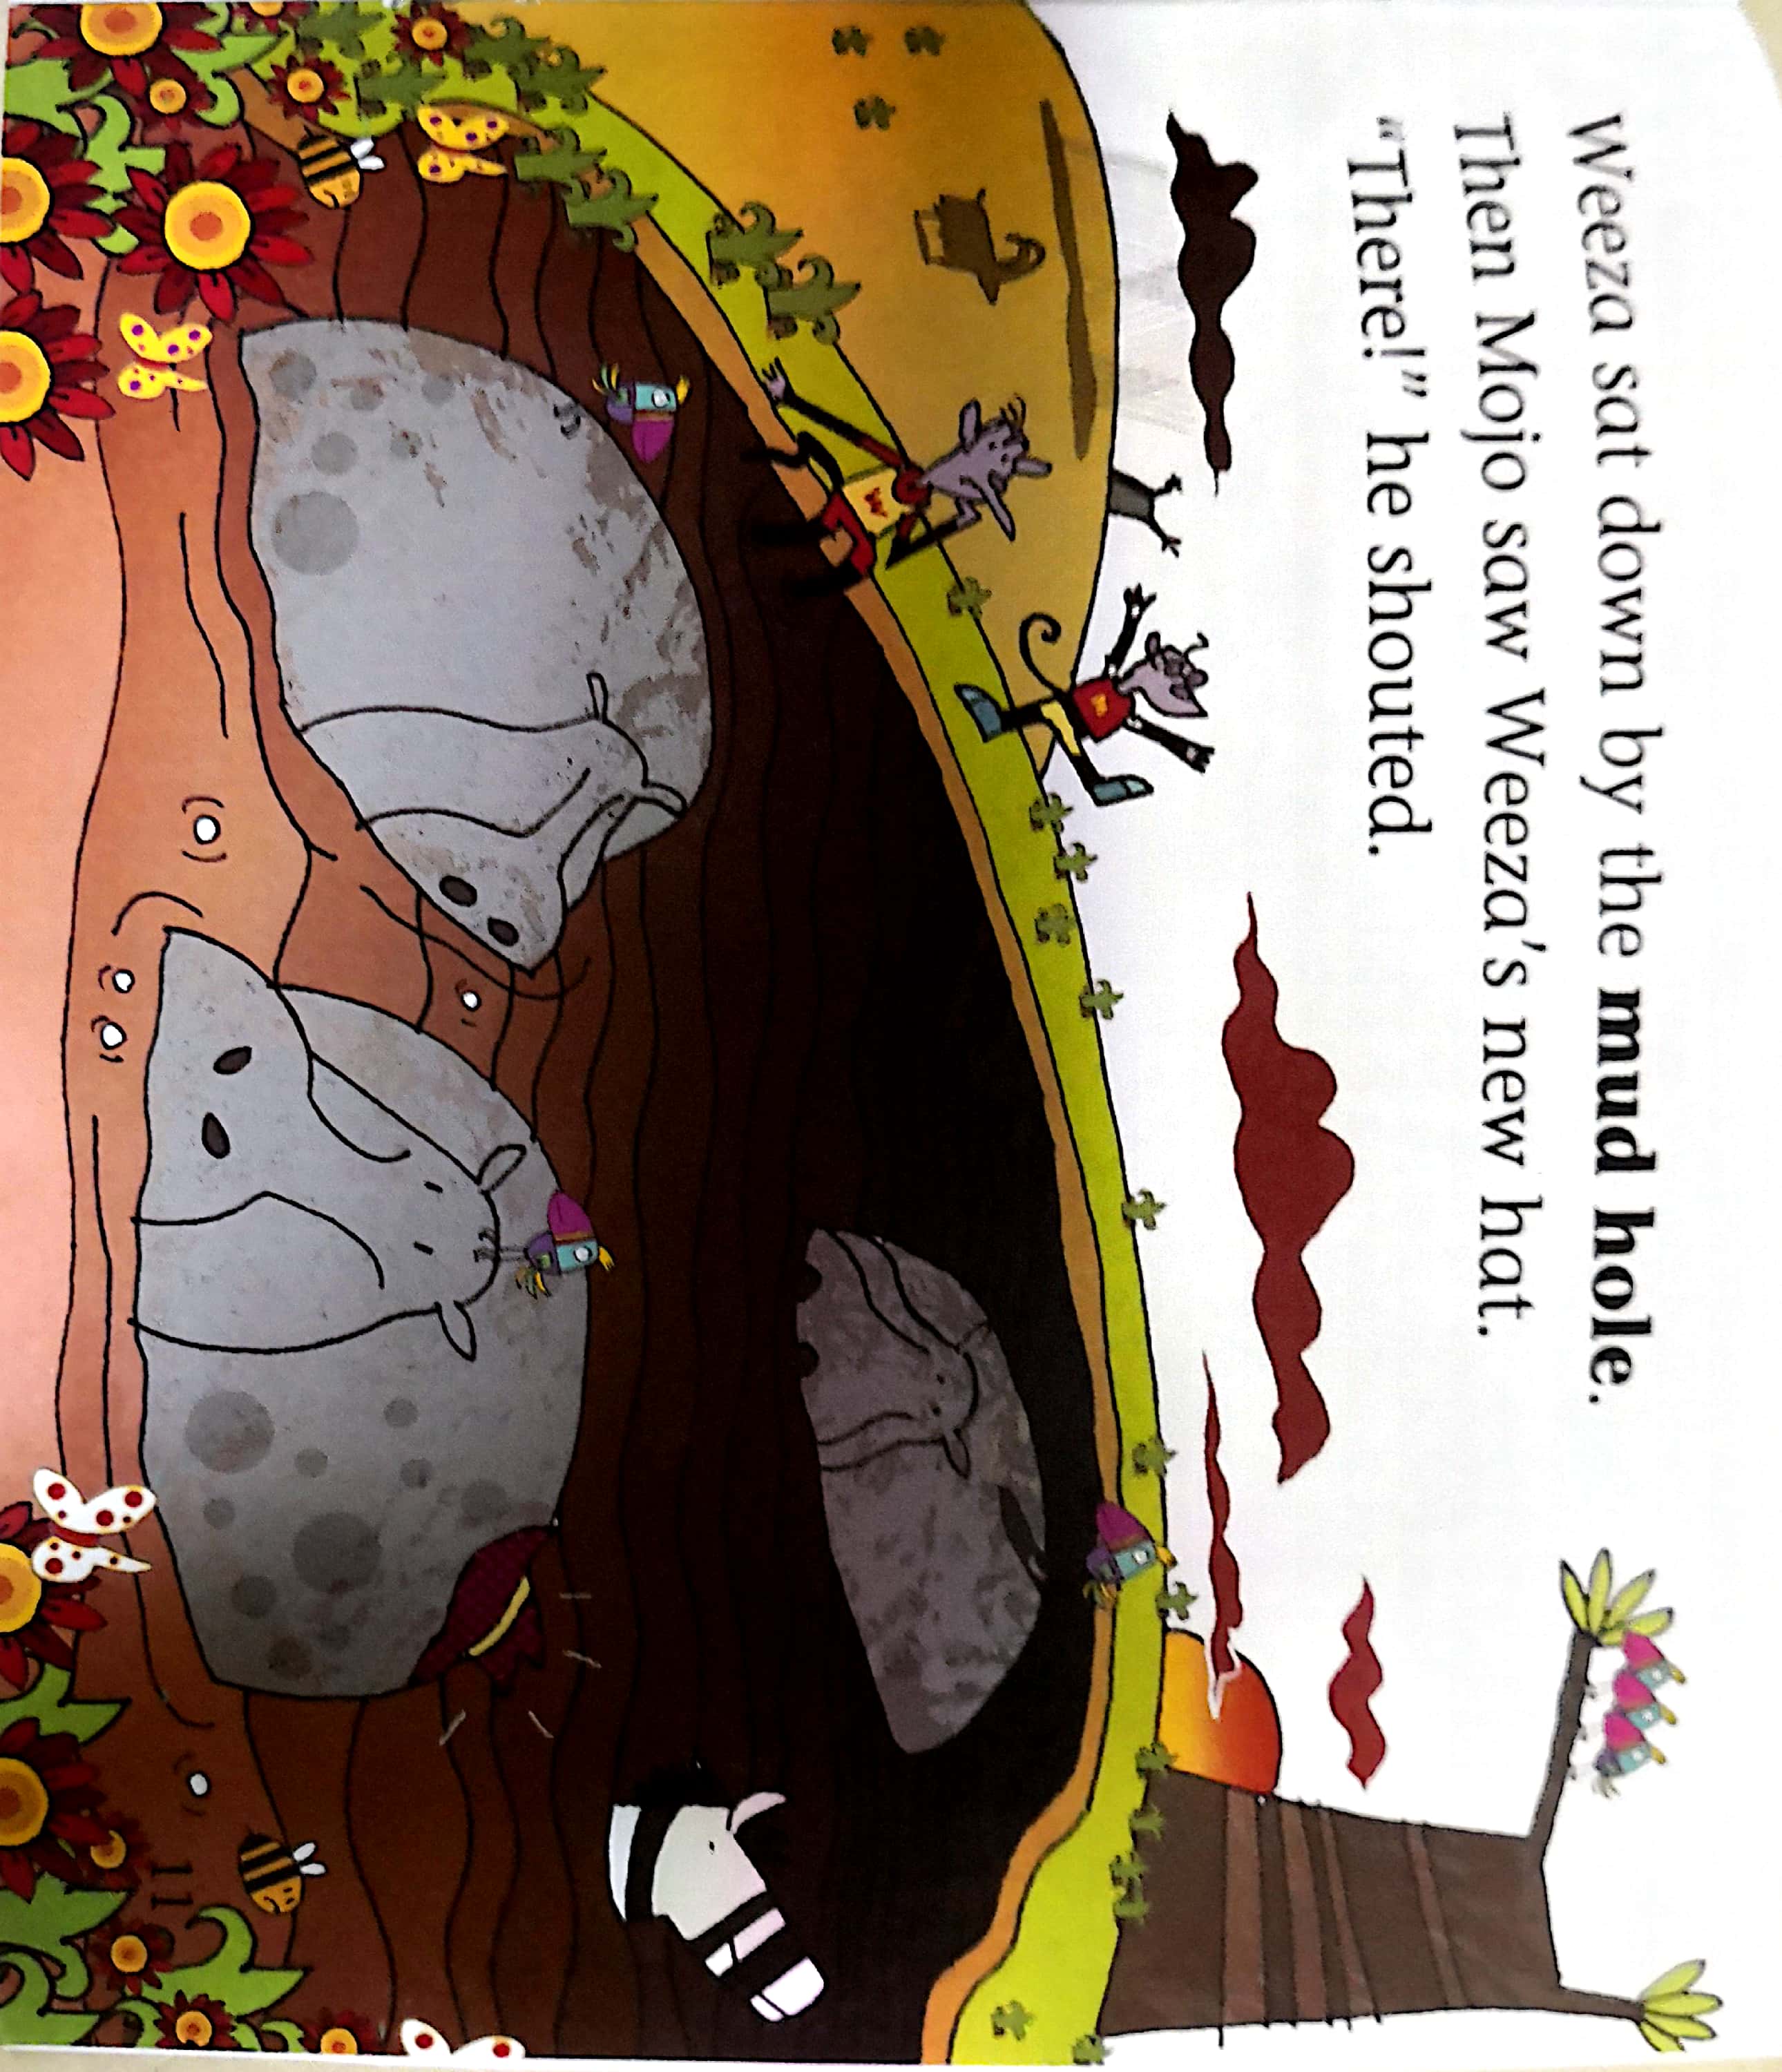 Weeza sat down by the mud hole.
Then Mojo saw Weeza's new hat.
"There!" he shouted.
11